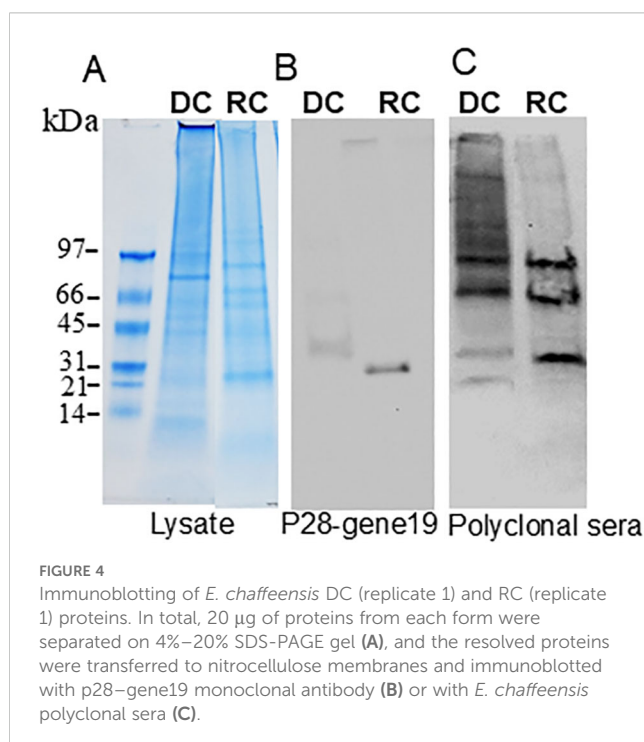 A
B
C
DC RC
DC RC
DC RC
kDa
97-
66-
45-
31-
21-
14-
Lysate
P28-gene19
Polyclonal sera
FIGURE 4
Immunoblotting of E. chaffeensis DC (replicate 1) and RC (replicate
1) proteins. In total, 20 μg of proteins from each form were
separated on 4%–20% SDS-PAGE gel (A), and the resolved proteins
were transferred to nitrocellulose membranes and immunoblotted
with p28–gene19 monoclonal antibody (B) or with E. chaffeensis
polyclonal sera (C).